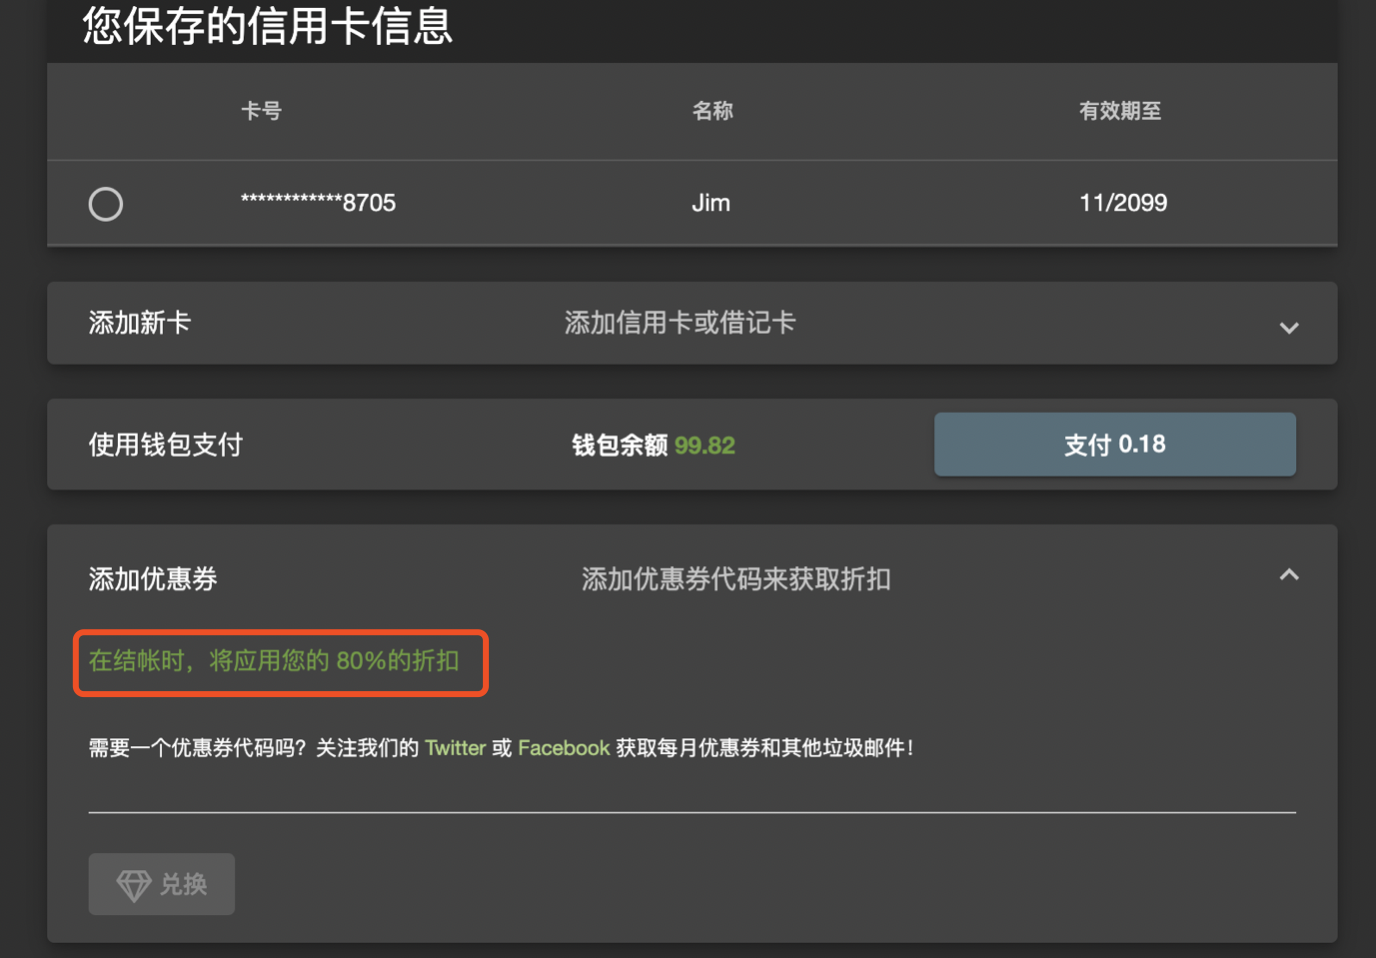 您保存的信用卡信息
卡号 名称 有效期至
************8705 Jim 11/2099
添加新卡 添加信用卡或借记卡
使用钱包支付 钱包余额 99.82 支付 0.18
添加优惠券 添加优惠券代码来获取折扣
在结帐时，将应用您的 80%的折扣
需要一个优惠券代码吗？关注我们的 Twitter 或 Facebook 获取每月优惠券和其他垃圾邮件！
兑换